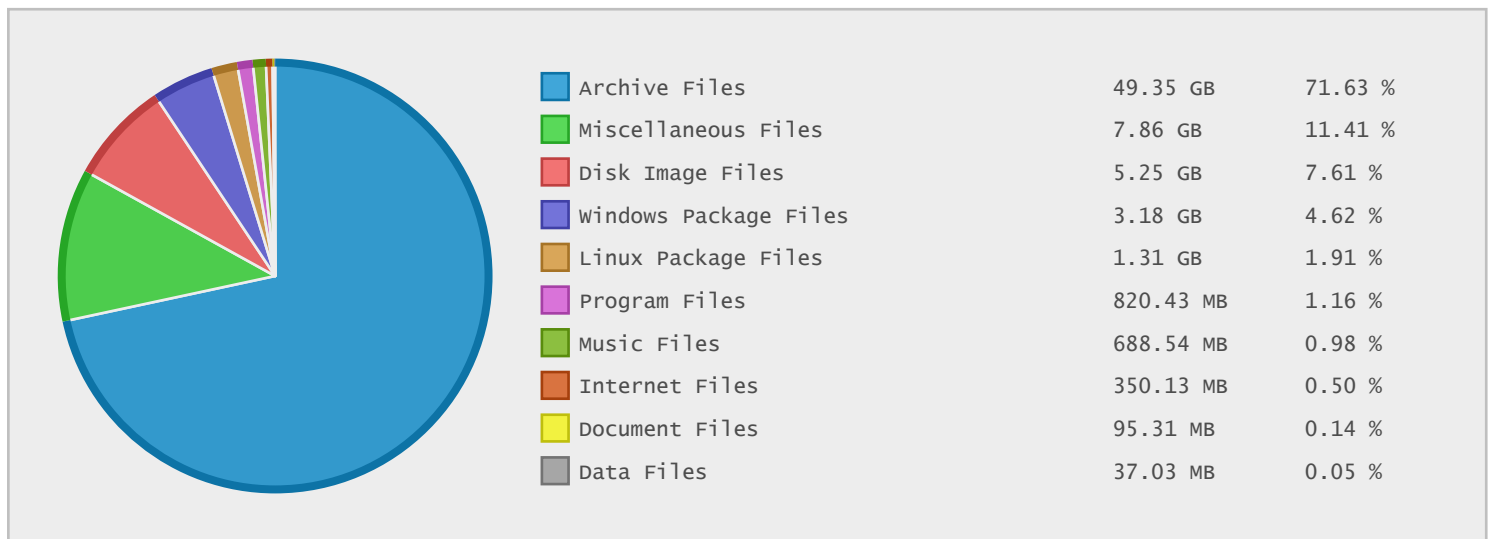 Archive Files 49.35 GB 71.63 %
Miscellaneous Files 7.86 GB 11.41 %
Disk Image Files 5.25 GB 7.61 %
Windows Package Files 3.18 GB 4.62 %
Linux Package Files 1.31 GB 1.91 %
Program Files 820.43 MB 1.16 %
Music Files 688.54 MB 0.98 %
Internet Files 350.13 MB 0.50 %
Document Files 95.31 MB 0.14 %
Data Files 37.03 MB 0.05 %